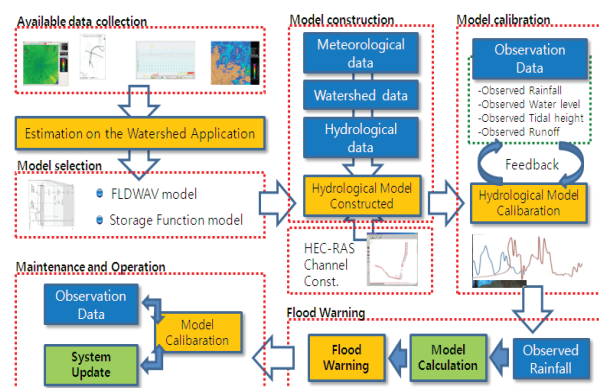 Available data collection
Estimation on the Watershed Application
Model selection
FLDWAV model
Storage Function model
Model construction
Meteorological
data
Watershed data
Hydrological
data
Hydrological Model
Constructed
HEC-RAS
Channel
Const.
Model calibration
Observation
Data
-Observed Rainfall
-Observed Water level
-Observed Tidal height
-Observed Runoff
Feedback
Hydrological Model
Calibaration
Flood Warning
Observed
Rainfall
Model
Calculation
Flood
Warning
Maintenance and Operation
Observation
Data
Model
Calibaration
System
Update